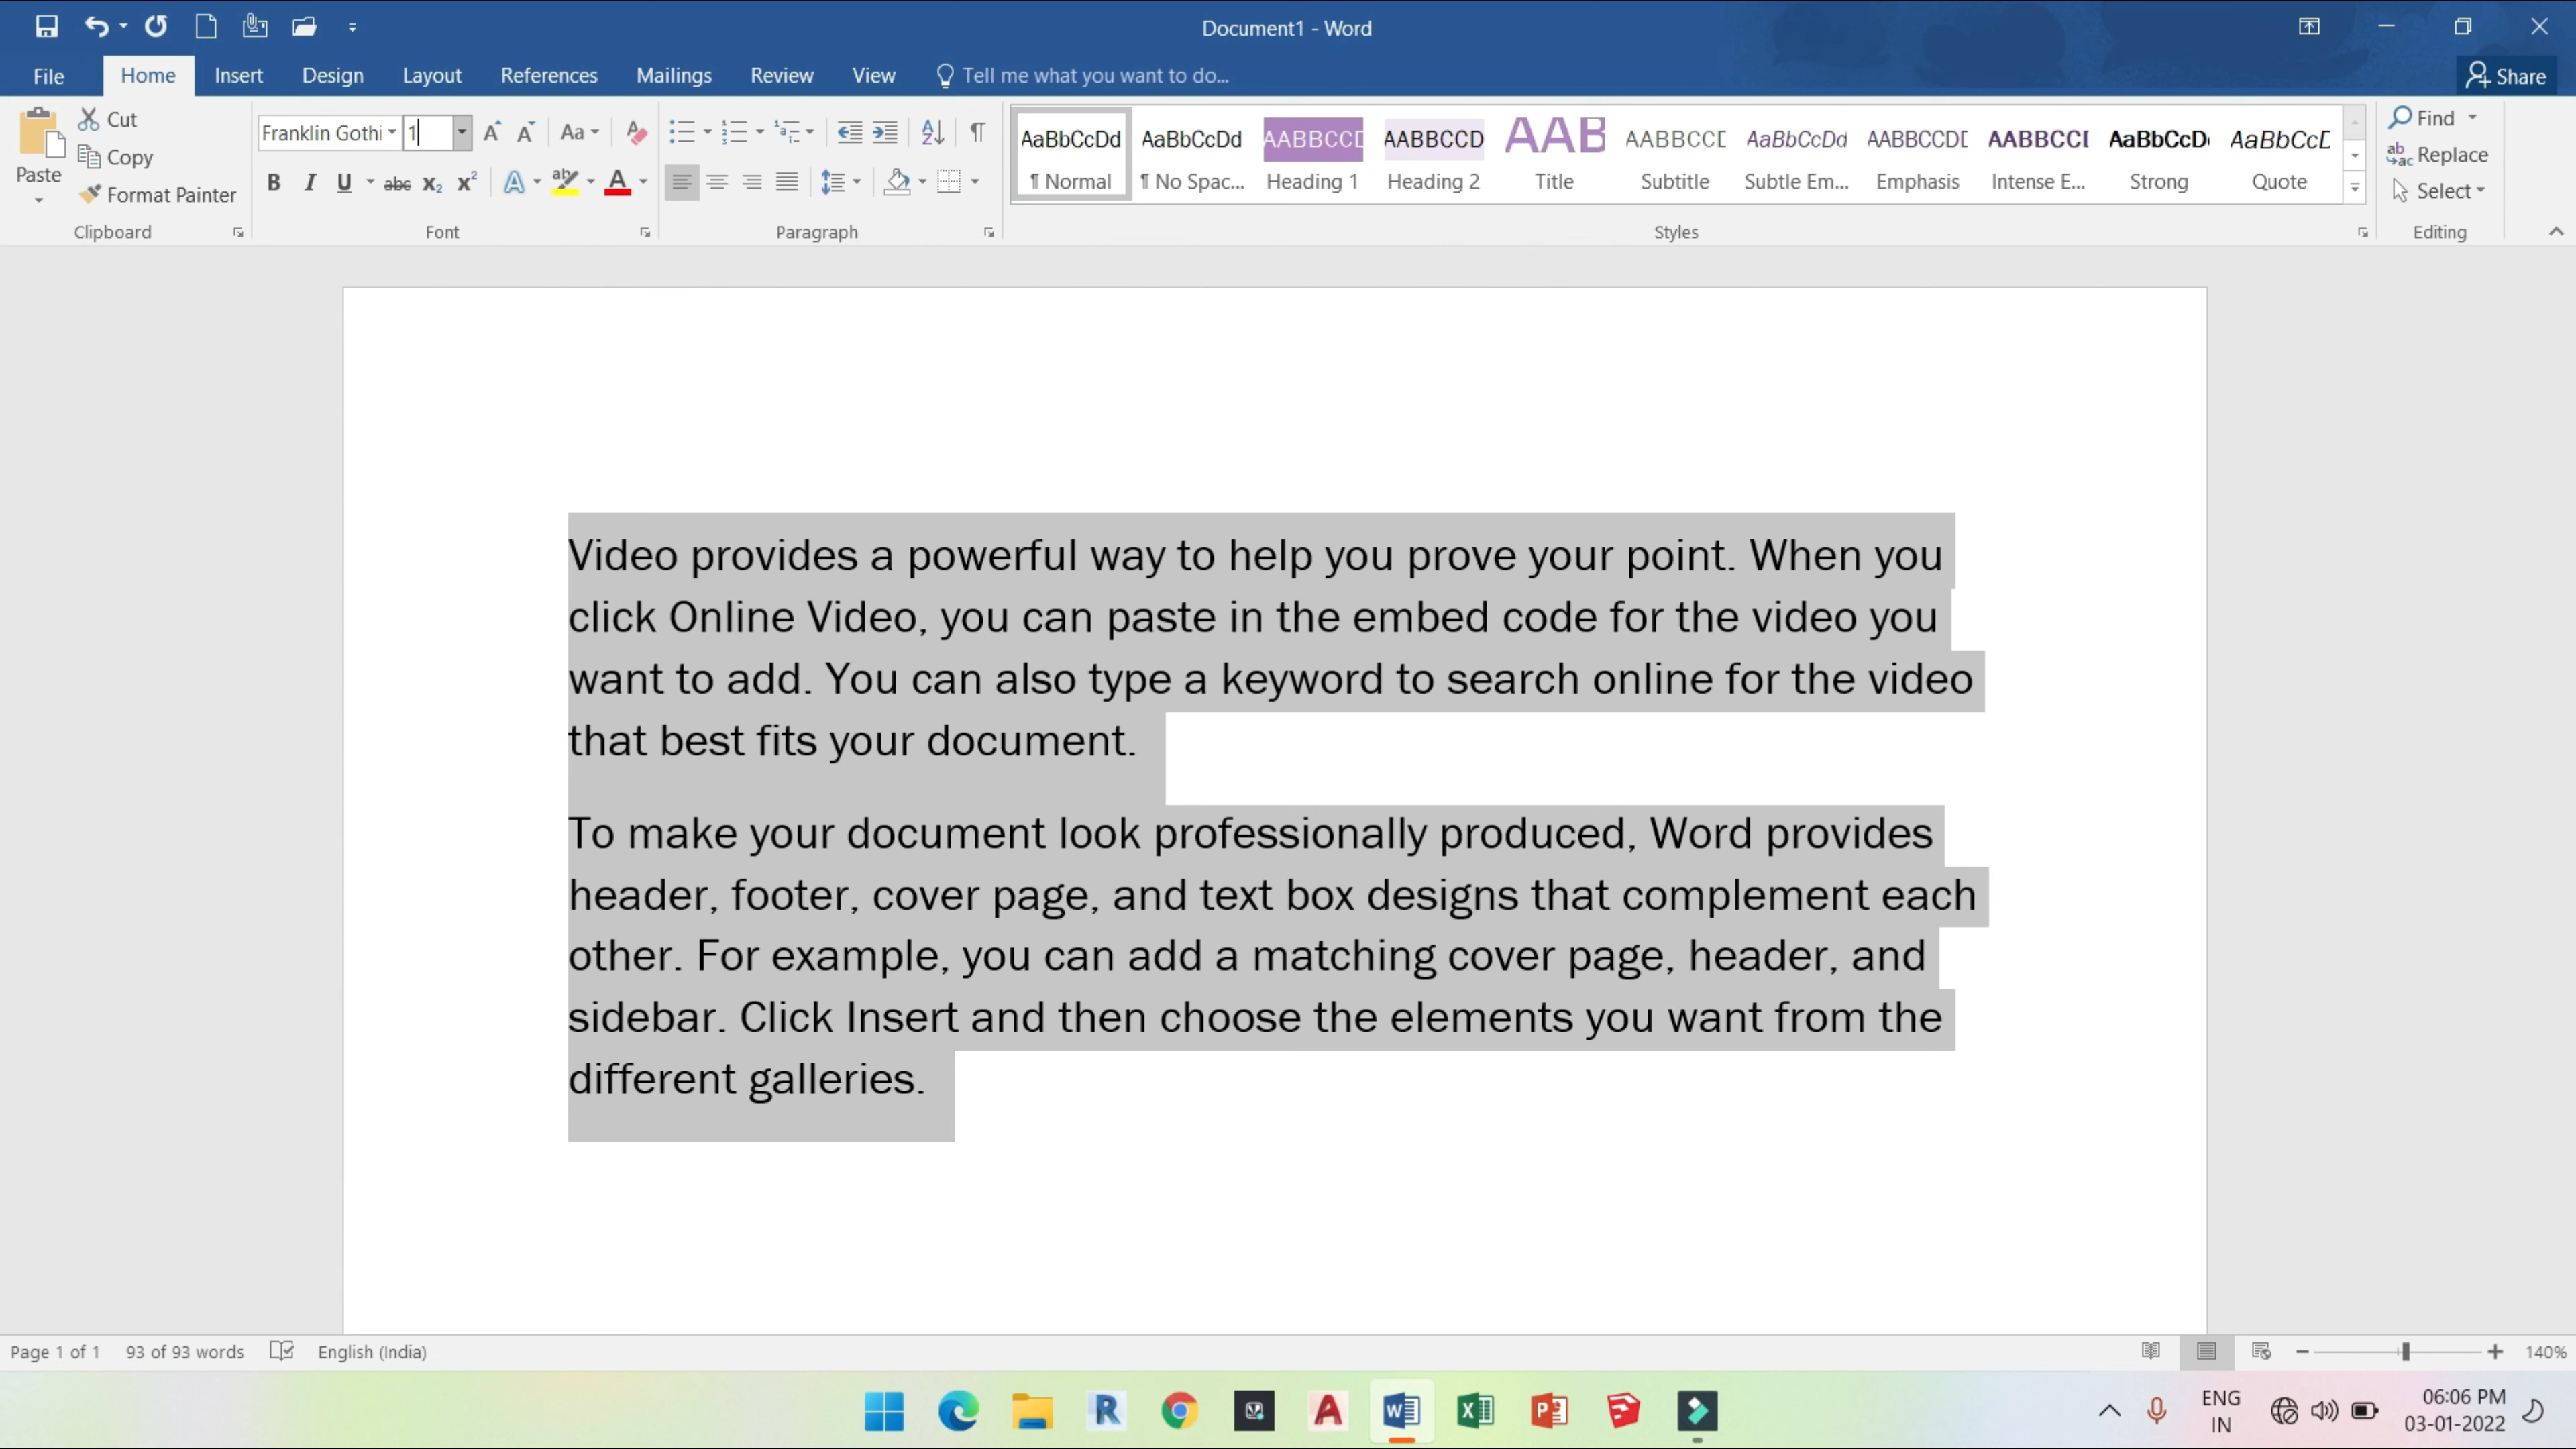 Document1 - Word
File Home Insert Design Layout References Mailings Review View Tell me what you want to do... Share
Paste
Cut
Copy
Format Painter
Clipboard
Franklin Gothi 1
Font
Paragraph
AaBbCcDd AaBbCcDd AABBCCD AABBCCD AAB AABBCCD AaBbCcDd AABBCCDD AABBCCD AaBbCcD AaBbCcD
¶ Normal ¶ No Spac... Heading 1 Heading 2 Title Subtitle Subtle Em... Emphasis Intense E... Strong Quote
Styles
Find
Replace
Select
Editing
Video provides a powerful way to help you prove your point. When you
click Online Video, you can paste in the embed code for the video you
want to add. You can also type a keyword to search online for the video
that best fits your document.
To make your document look professionally produced, Word provides
header, footer, cover page, and text box designs that complement each
other. For example, you can add a matching cover page, header, and
sidebar. Click Insert and then choose the elements you want from the
different galleries.
Page 1 of 1 93 of 93 words English (India) 140%
ENG
IN
06:06 PM
03-01-2022